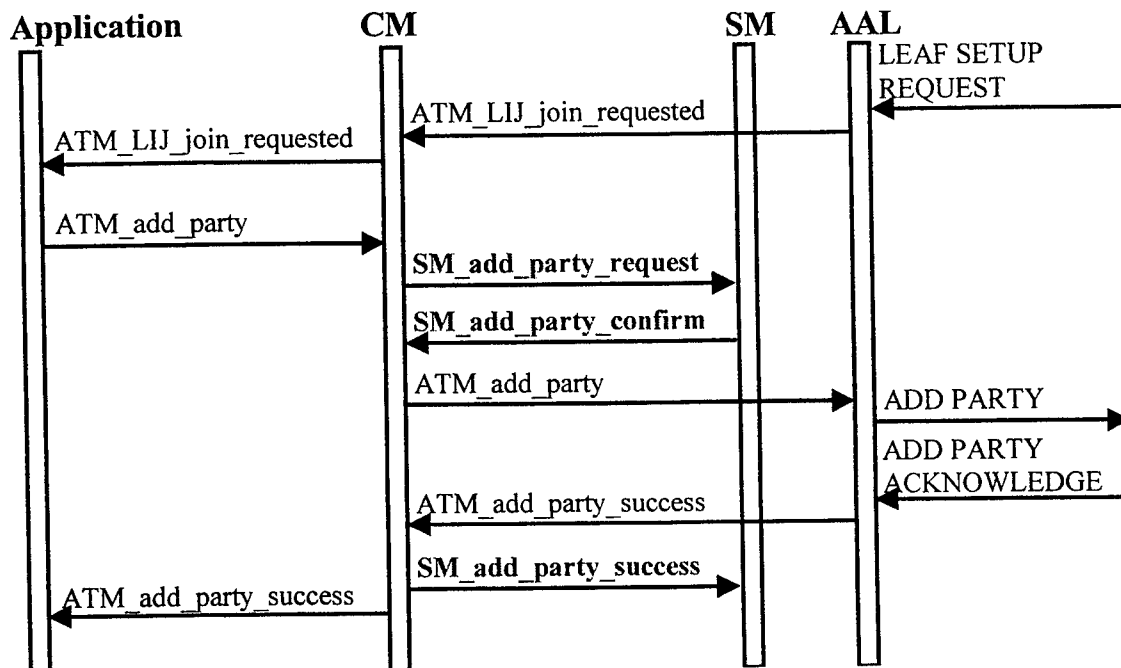 Application
CM
SM
AAL
LEAF SETUP
REQUEST
ATM_LIJ_join_requested
ATM_LIJ_join_requested
ATM_add_party
SM_add_party_request
SM_add_party_confirm
ATM_add_party
ADD PARTY
ADD PARTY
ACKNOWLEDGE
ATM_add_party_success
SM_add_party_success
ATM_add_party_success